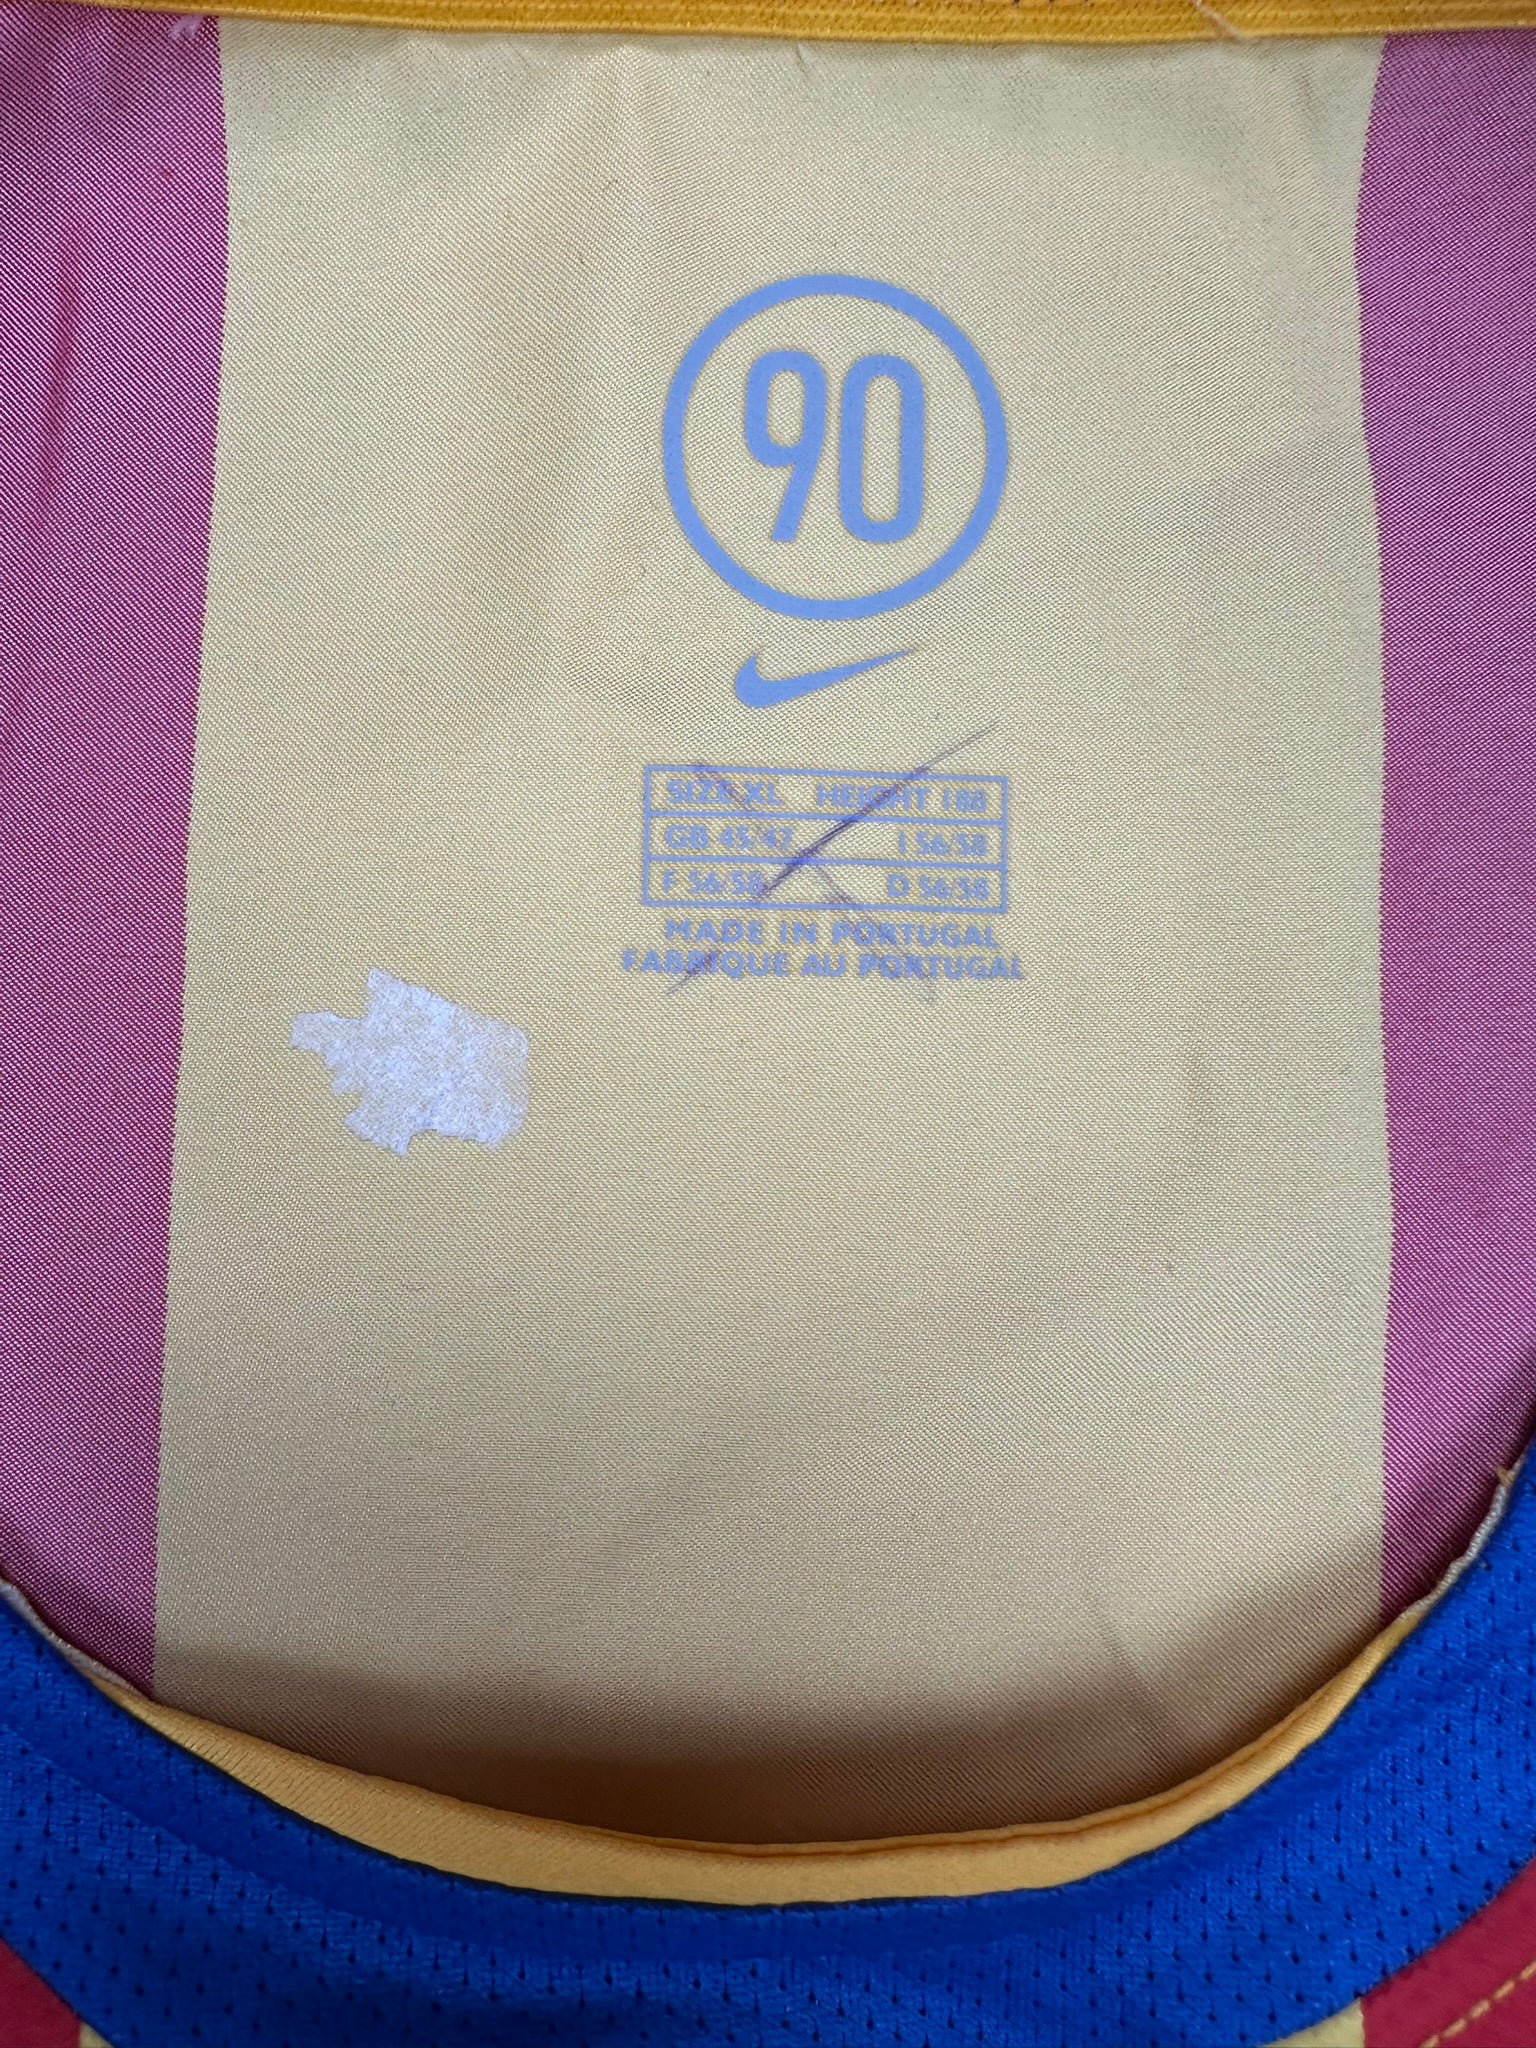 90
SIZE XL HEIGHT 188
GB 45/47 I 56/58
F 56/58 D 56/58
MADE IN PORTUGAL
FABRIQUE AU PORTUGAL